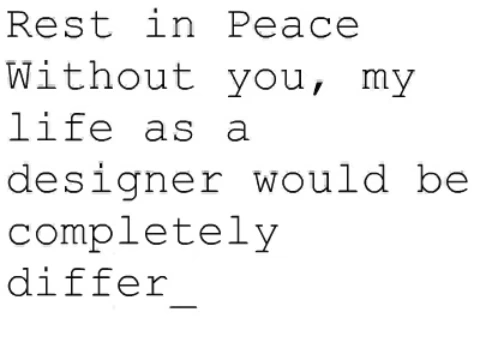 Rest in Peace
Without you, my
life as a
designer would be
completely
differ_